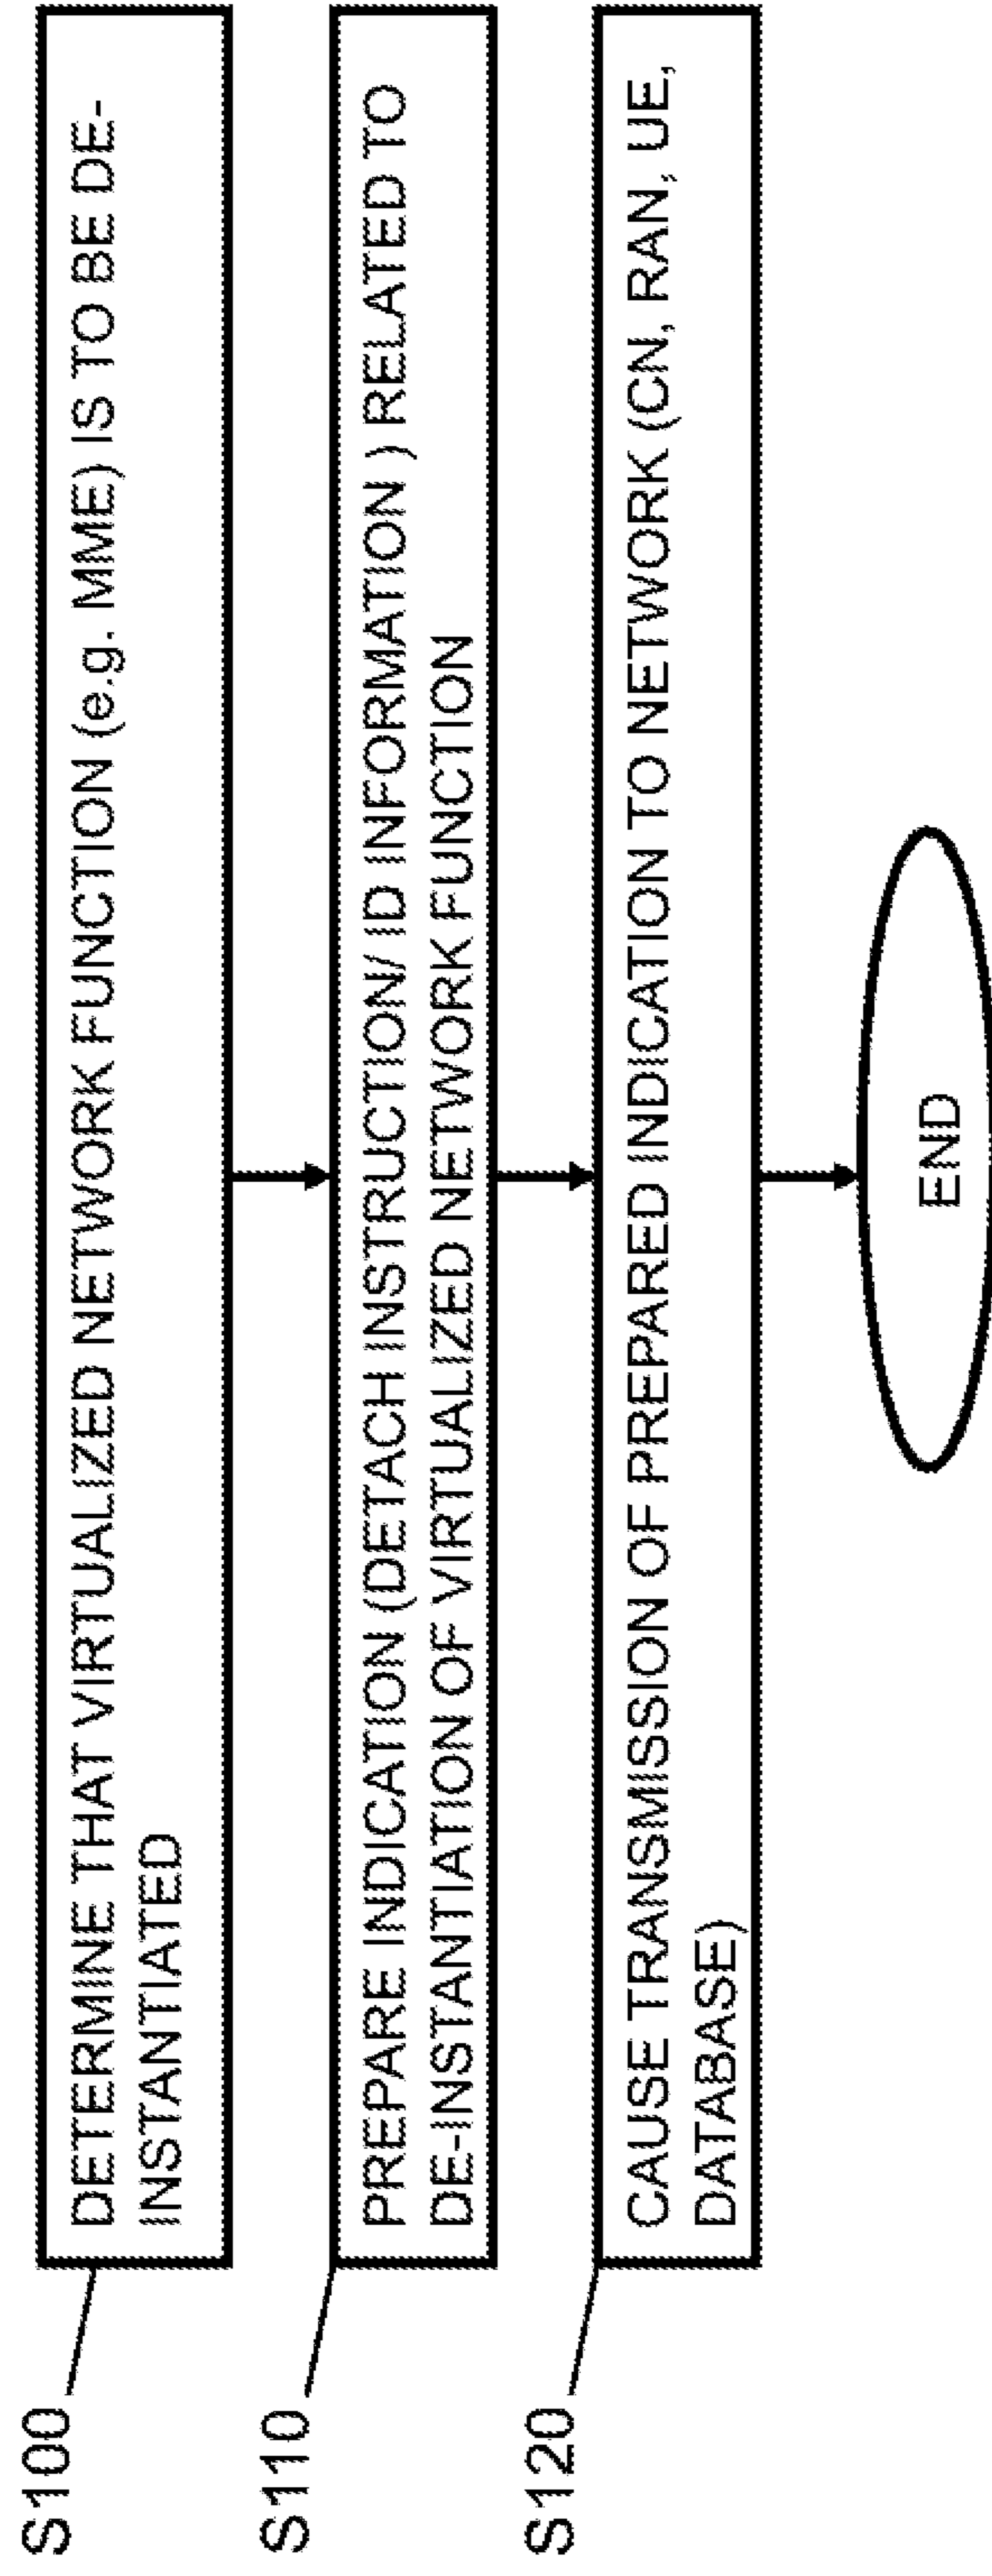 S100
DETERMINE THAT VIRTUALIZED NETWORK FUNCTION (e.g. MME) IS TO BE DE-
INSTANTIATED
S110
PREPARE INDICATION (DETACH INSTRUCTION/ ID INFORMATION ) RELATED TO
DE-INSTANTIATION OF VIRTUALIZED NETWORK FUNCTION
S120
CAUSE TRANSMISSION OF PREPARED INDICATION TO NETWORK (CN, RAN, UE,
DATABASE)
END